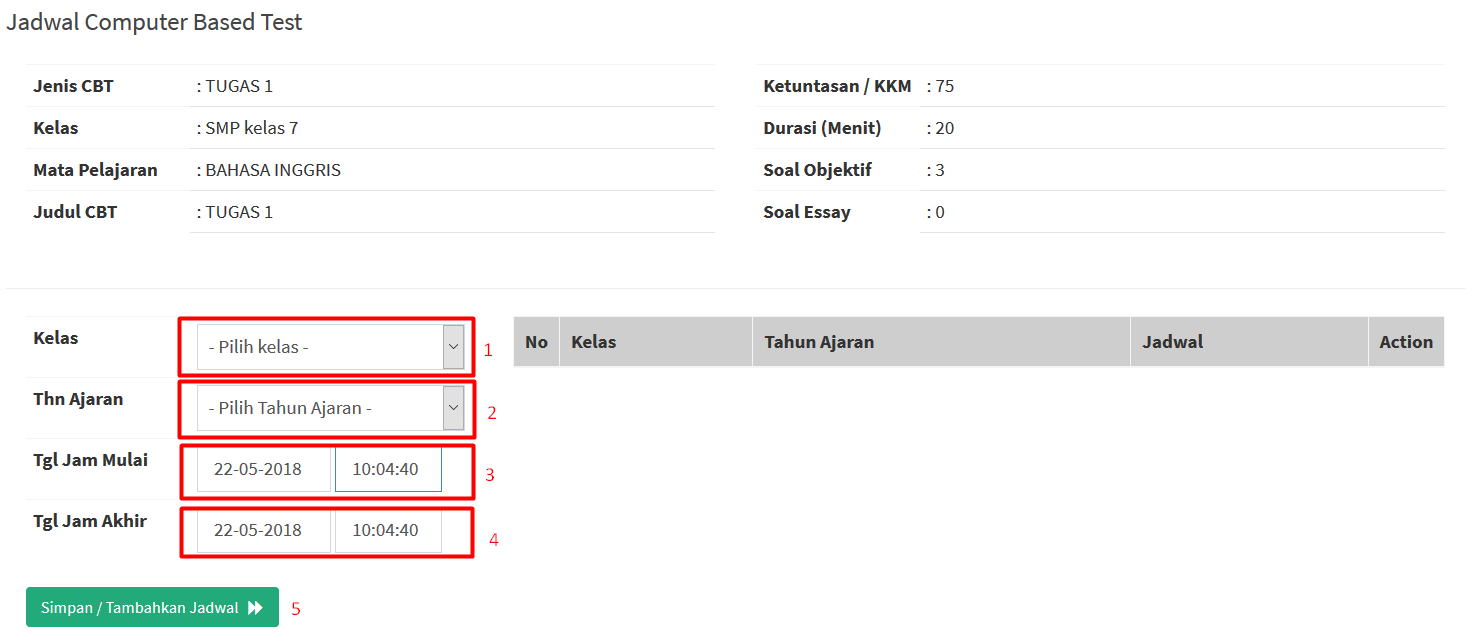 Jadwal Computer Based Test
Jenis CBT : TUGAS 1
Kelas : SMP kelas 7
Mata Pelajaran : BAHASA INGGRIS
Judul CBT : TUGAS 1
Ketuntasan / KKM : 75
Durasi (Menit) : 20
Soal Objektif : 3
Soal Essay : 0
Kelas - Pilih kelas - 1
Thn Ajaran - Pilih Tahun Ajaran - 2
Tgl Jam Mulai 22-05-2018 10:04:40 3
Tgl Jam Akhir 22-05-2018 10:04:40 4
Simpan / Tambahkan Jadwal 5
No Kelas Tahun Ajaran Jadwal Action